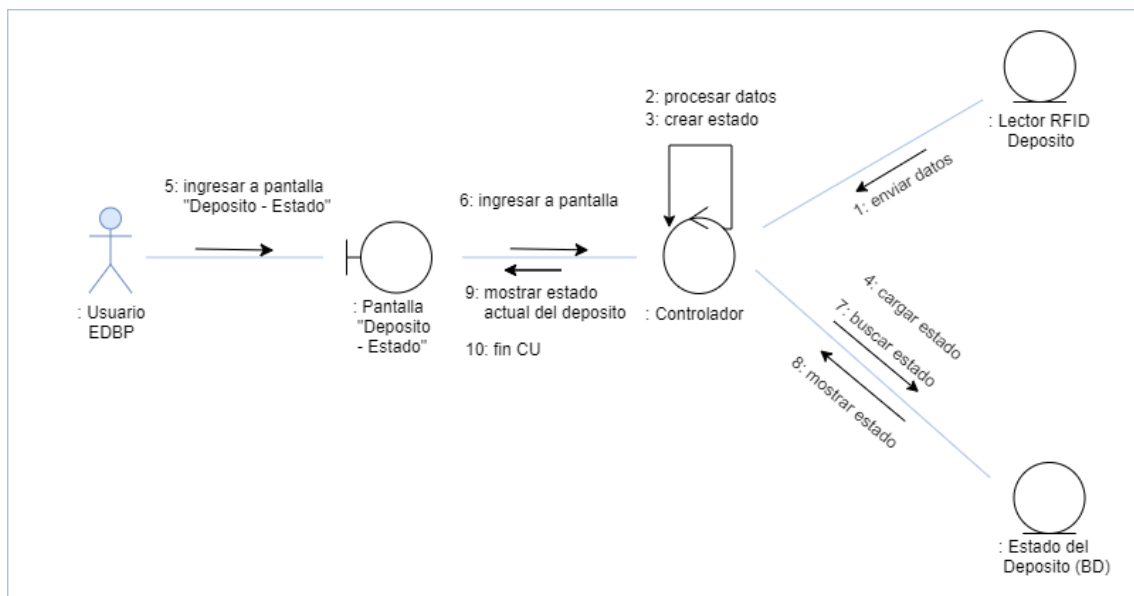 2: procesar datos
3: crear estado
: Lector RFID
Deposito
1: enviar datos
5: ingresar a pantalla
"Deposito - Estado"
6: ingresar a pantalla
: Usuario
EDBP
: Pantalla
"Deposito
- Estado"
9: mostrar estado
actual del deposito
10: fin CU
: Controlador
4: cargar estado
7: buscar estado
8: mostrar estado
: Estado del
Deposito (BD)